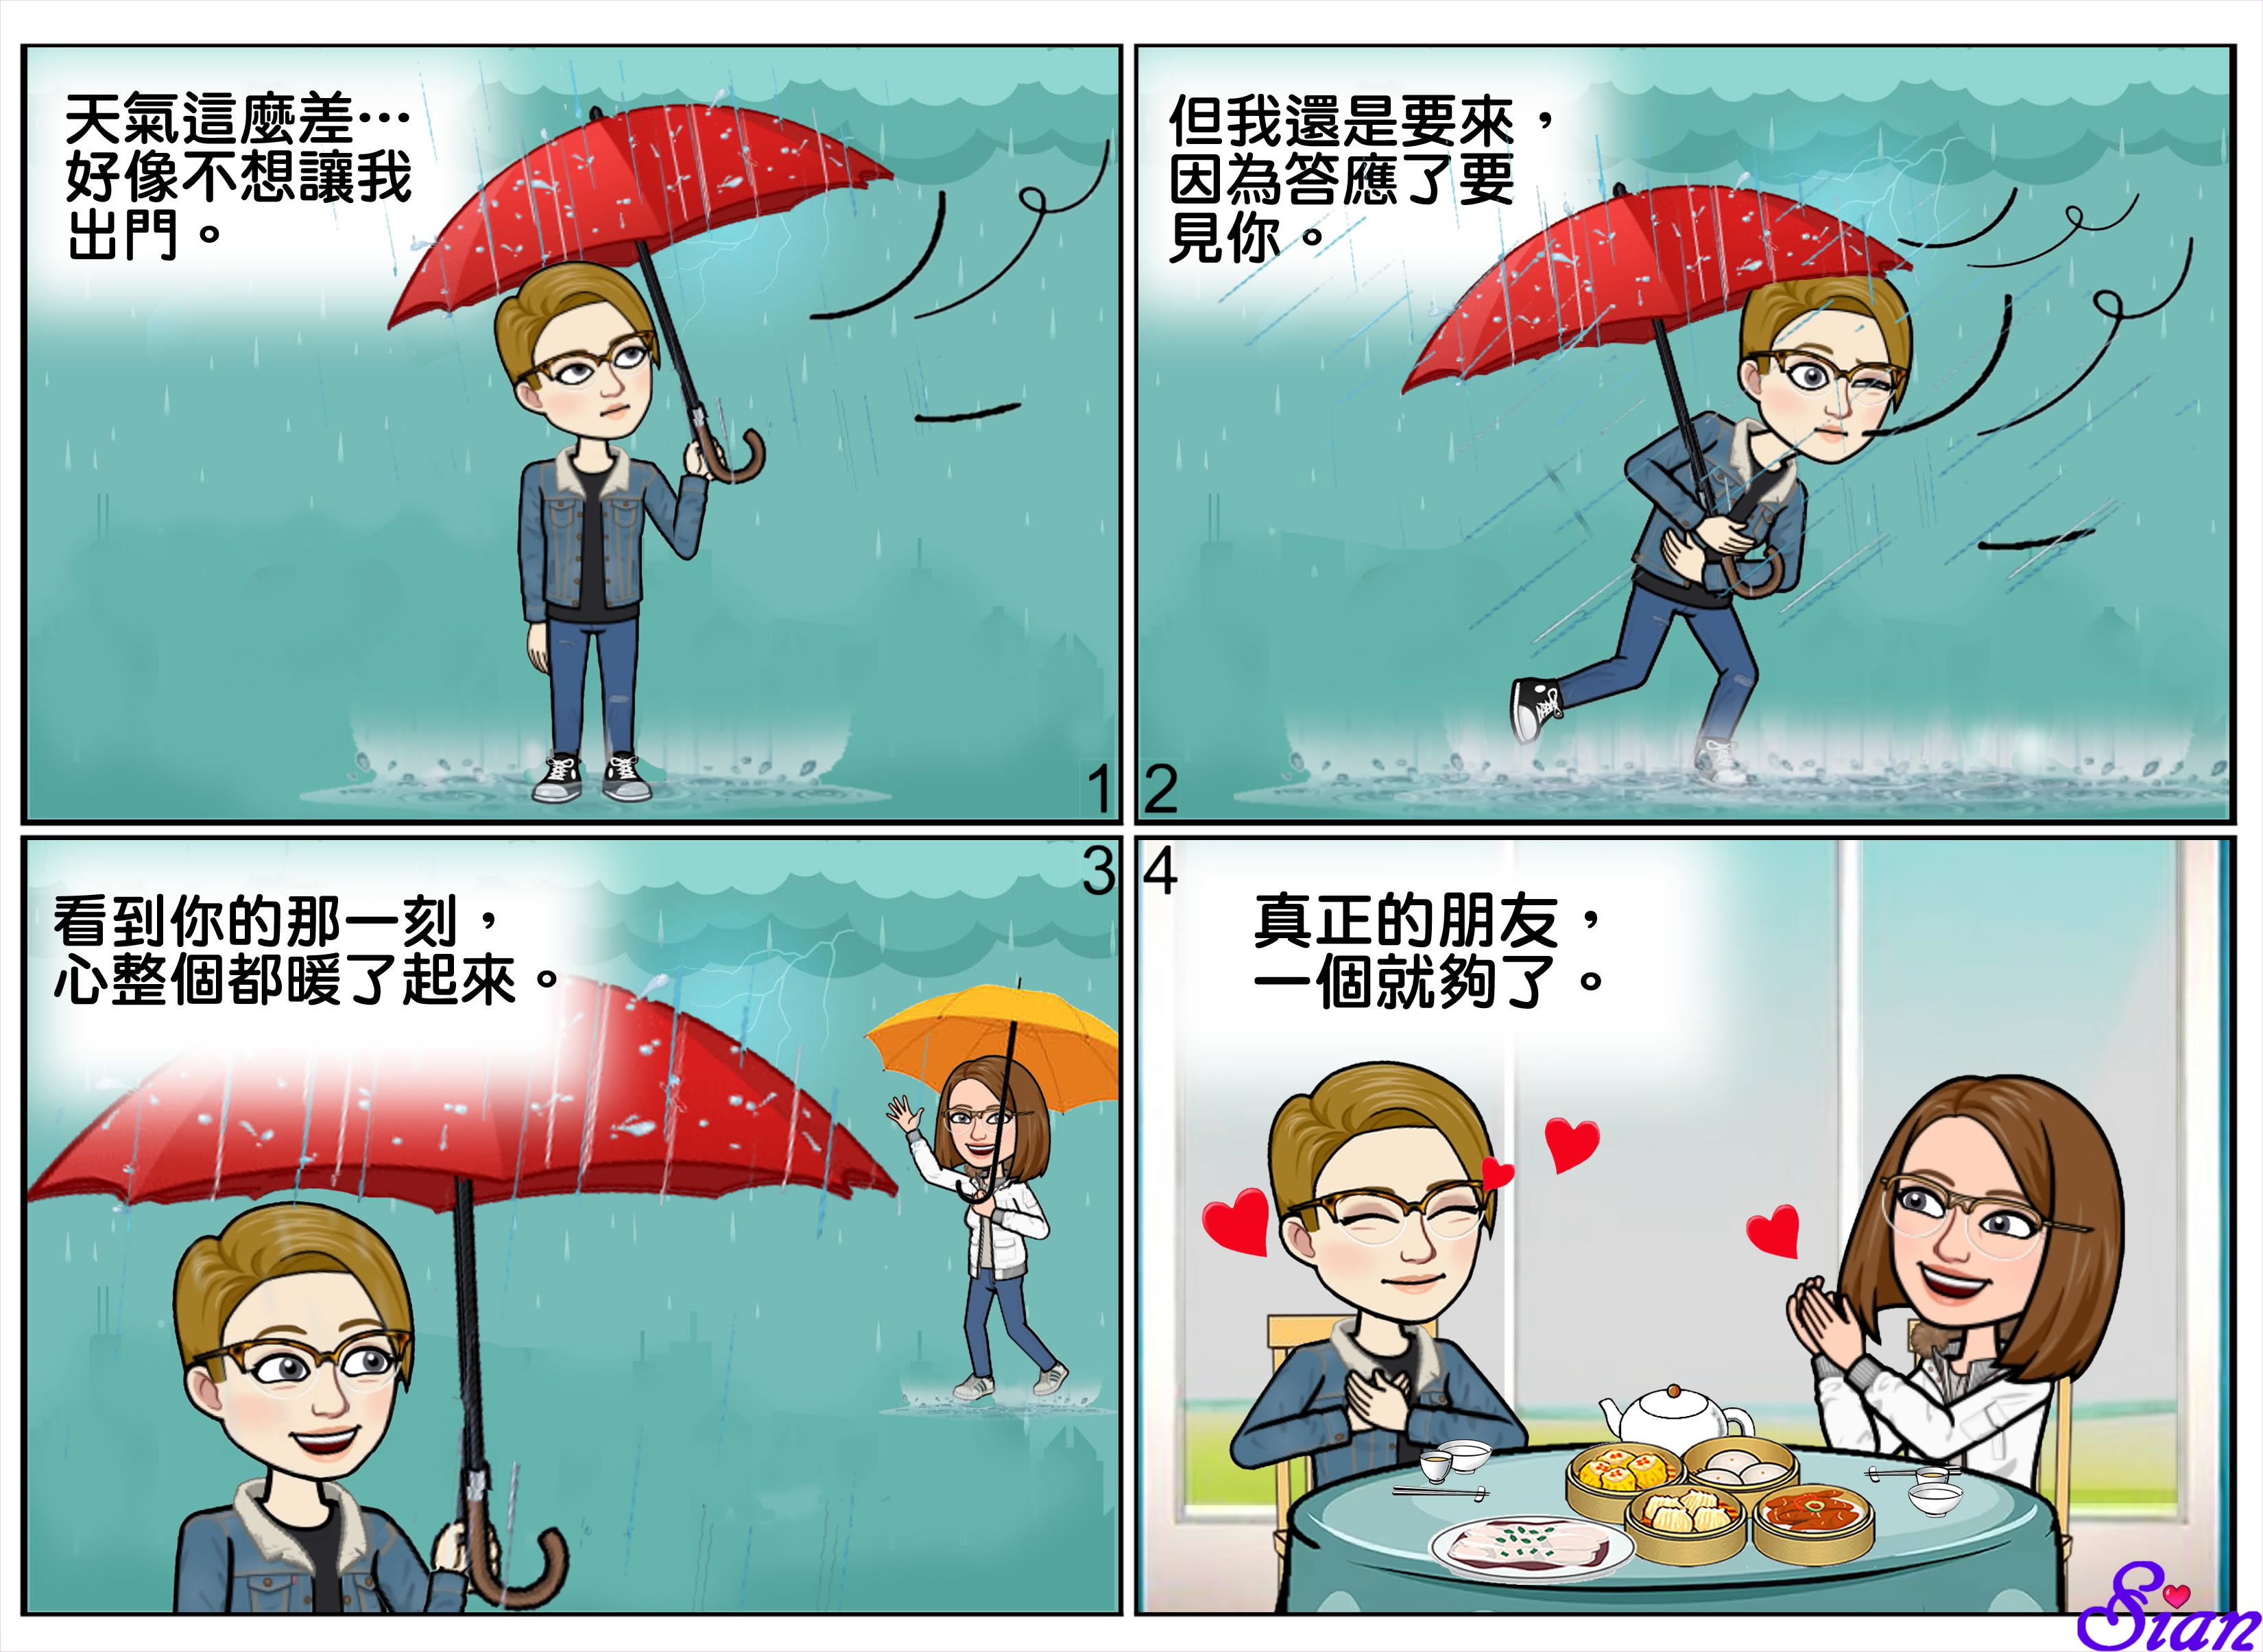 天氣這麼差…
好像不想讓我
出門。
1
但我還是要來，
因為答應了要
見你。
2
看到你的那一刻，
心整個都暖了起來。
3
真正的朋友，
一個就夠了。
4
Sian